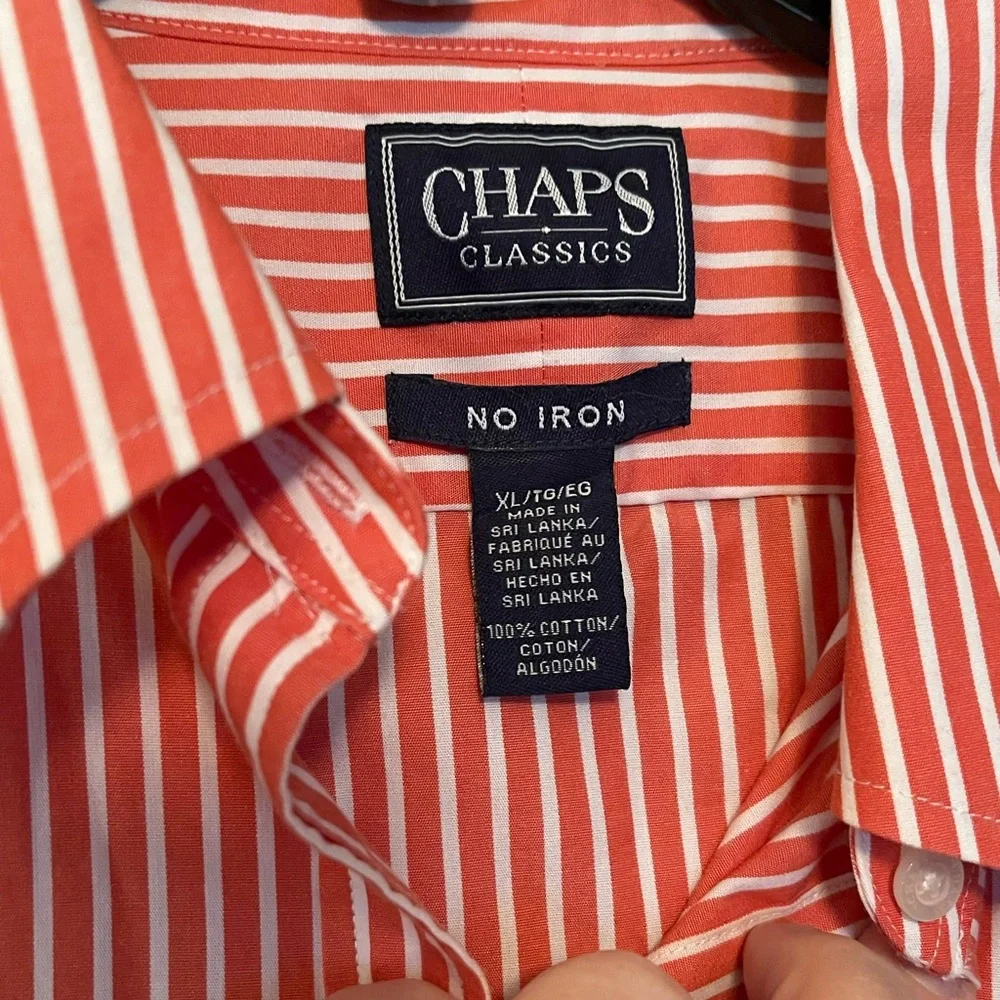 CHAPS
CLASSICS
NO IRON
XL/TG/EG
MADE IN
SRI LANKA/
FABRIQUÉ AU
SRI LANKA/
HECHO EN
SRI LANKA
100% COTTON/
COTON/
ALGODÓN